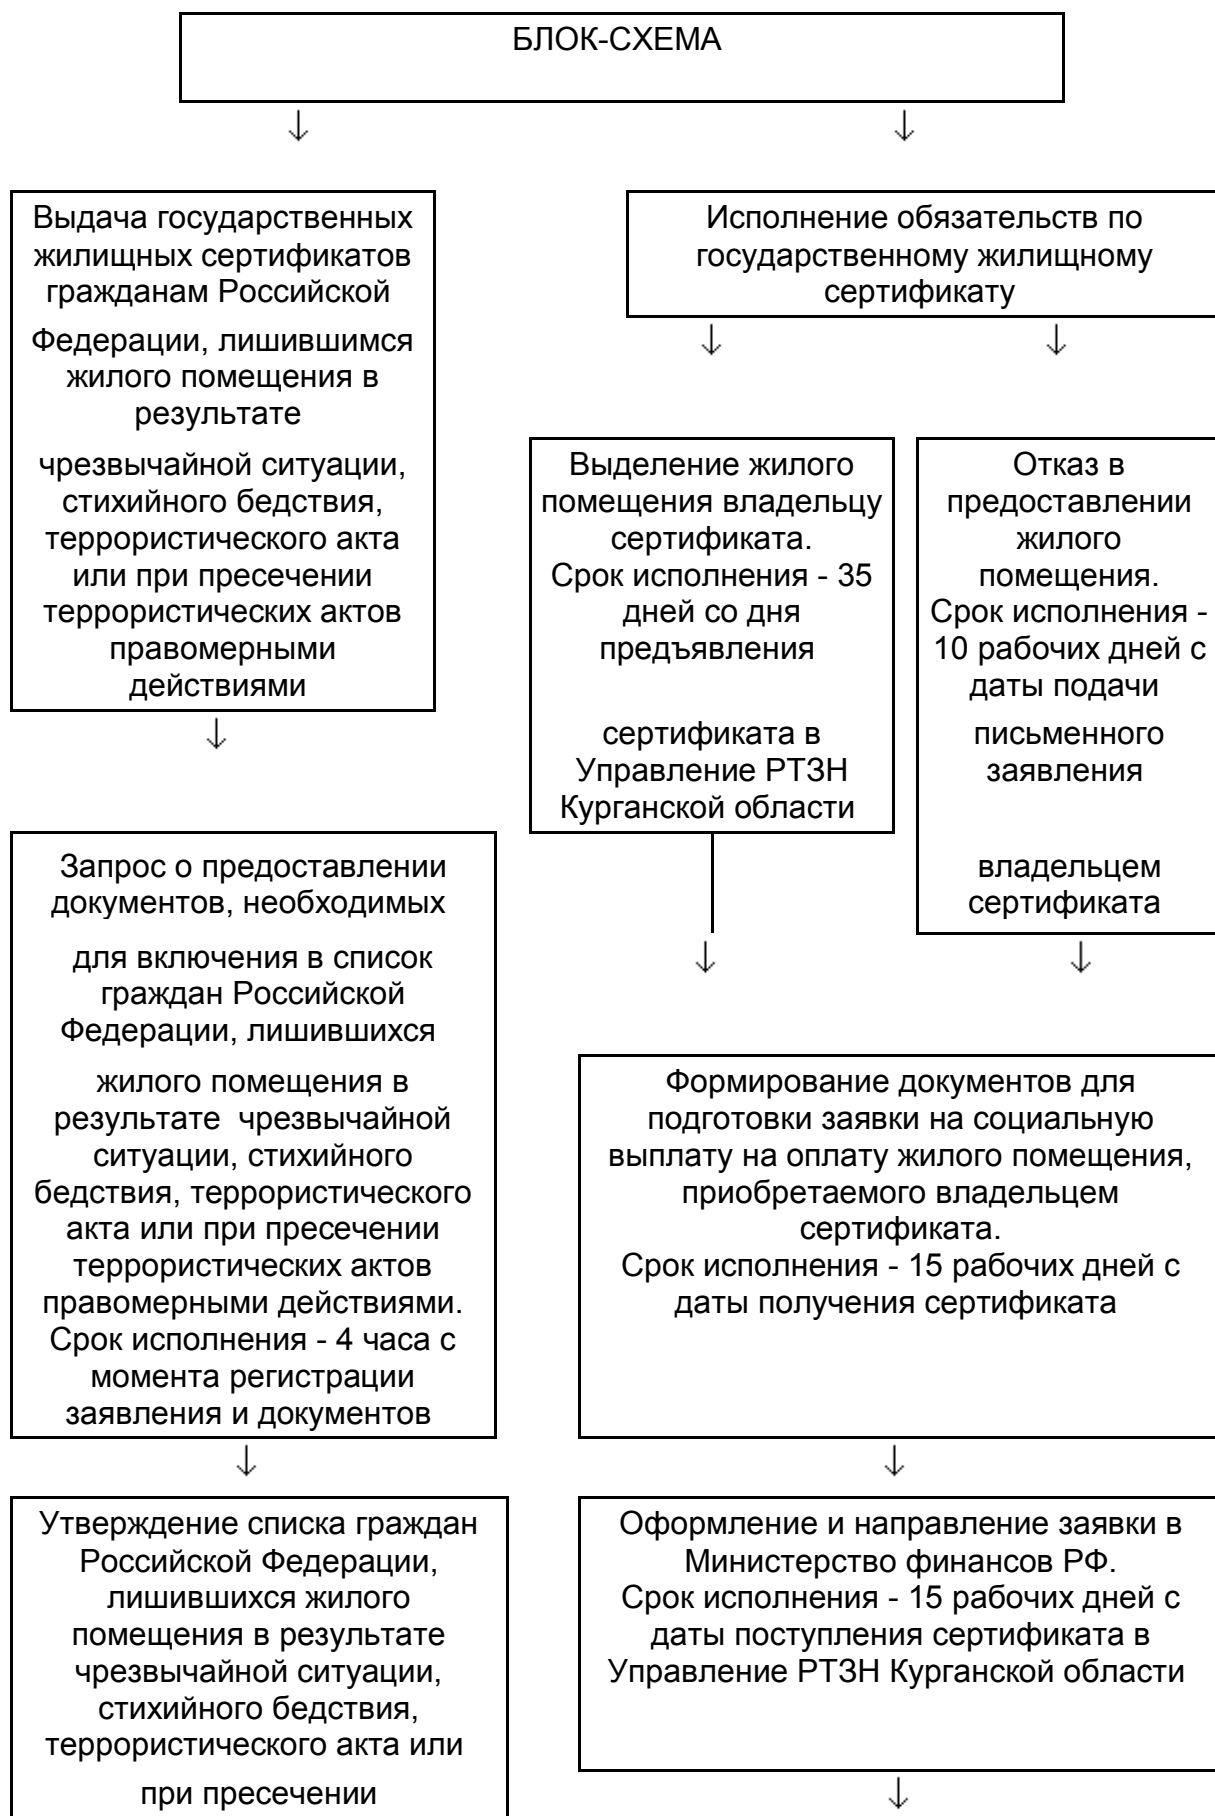 БЛОК-СХЕМА
↓
↓
Выдача государственных
жилищных сертификатов
гражданам Российской
Федерации, лишившимся
жилого помещения в
результате
чрезвычайной ситуации,
стихийного бедствия,
террористического акта
или при пресечении
террористических актов
правомерными
действиями
↓
Запрос о предоставлении
документов, необходимых
для включения в список
граждан Российской
Федерации, лишившихся
жилого помещения в
результате чрезвычайной
ситуации, стихийного
бедствия, террористического
акта или при пресечении
террористических актов
правомерными действиями.
Срок исполнения - 4 часа с
момента регистрации
заявления и документов
↓
Утверждение списка граждан
Российской Федерации,
лишившихся жилого
помещения в результате
чрезвычайной ситуации,
стихийного бедствия,
террористического акта или
при пресечении
Исполнение обязательств по
государственному жилищному
сертификату
↓
↓
Выделение жилого
помещения владельцу
сертификата.
Срок исполнения - 35
дней со дня
предъявления
сертификата в
Управление РТЗН
Курганской области
↓
Отказ в
предоставлении
жилого
помещения.
Срок исполнения -
10 рабочих дней с
даты подачи
письменного
заявления
владельцем
сертификата
↓
Формирование документов для
подготовки заявки на социальную
выплату на оплату жилого помещения,
приобретаемого владельцем
сертификата.
Срок исполнения - 15 рабочих дней с
даты получения сертификата
↓
Оформление и направление заявки в
Министерство финансов РФ.
Срок исполнения - 15 рабочих дней с
даты поступления сертификата в
Управление РТЗН Курганской области
↓